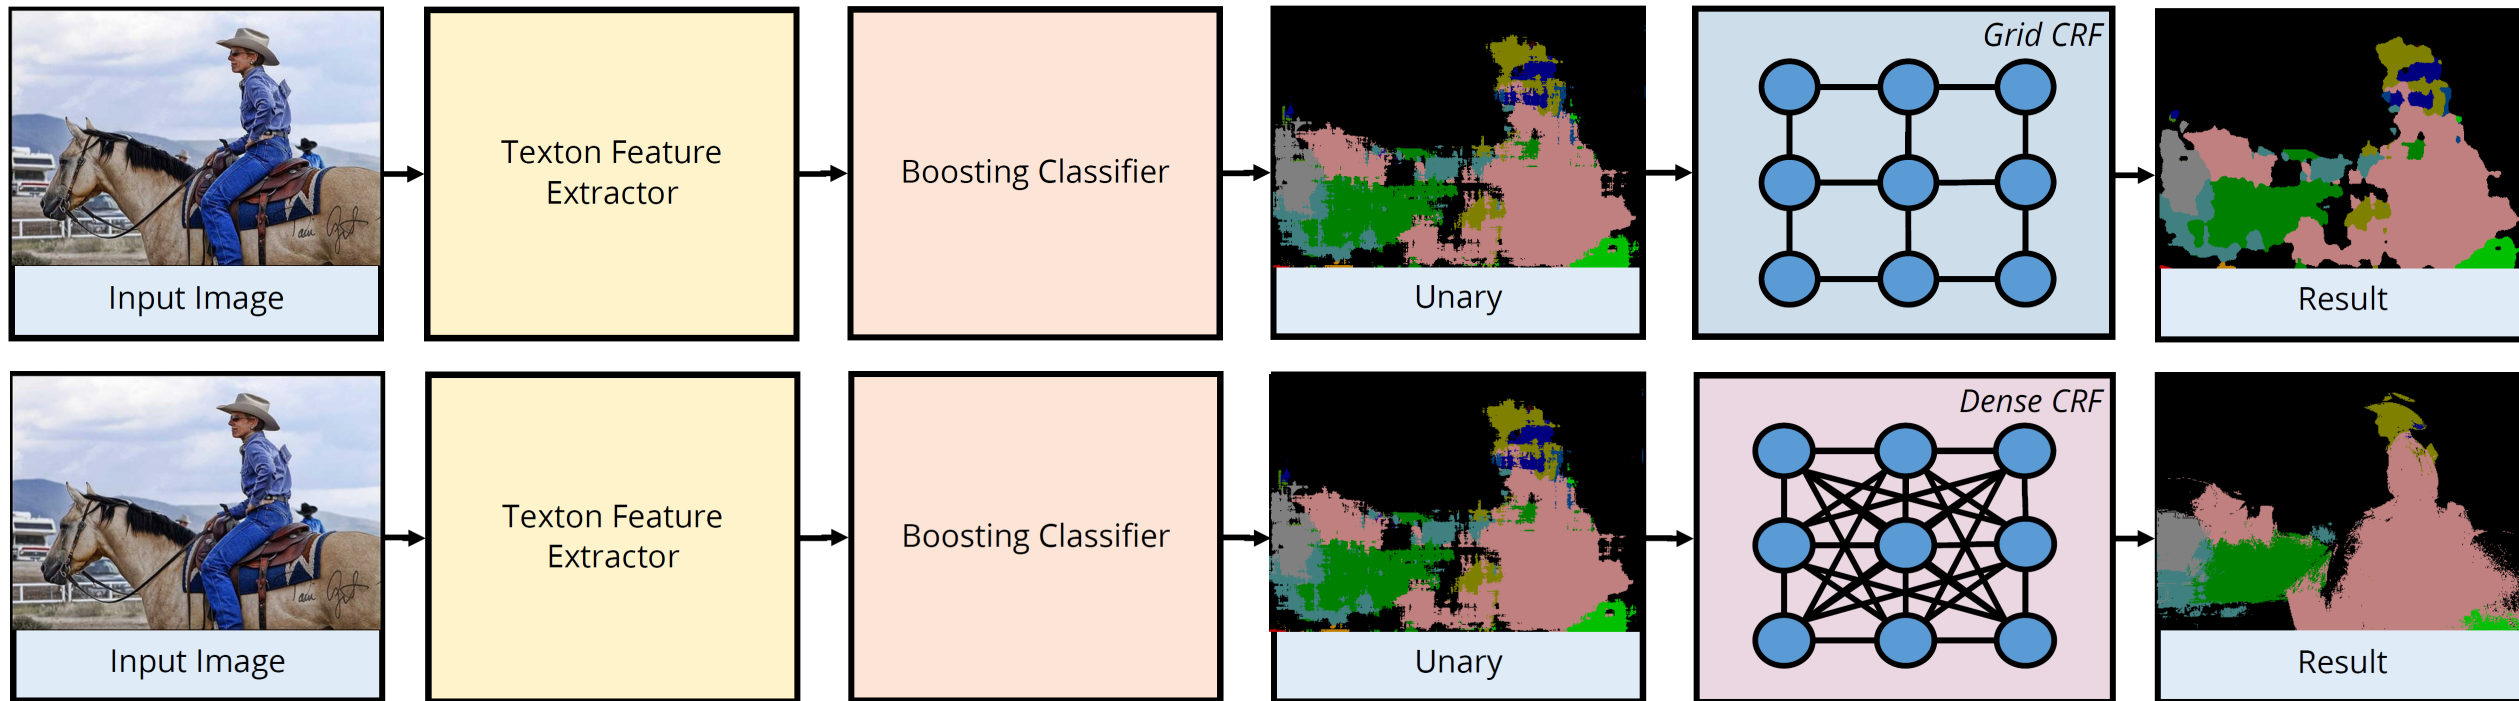 Grid CRF
Texton Feature
Extractor
Boosting Classifier
Input Image
Unary
Result
Dense CRF
Texton Feature
Extractor
Boosting Classifier
Input Image
Unary
Result